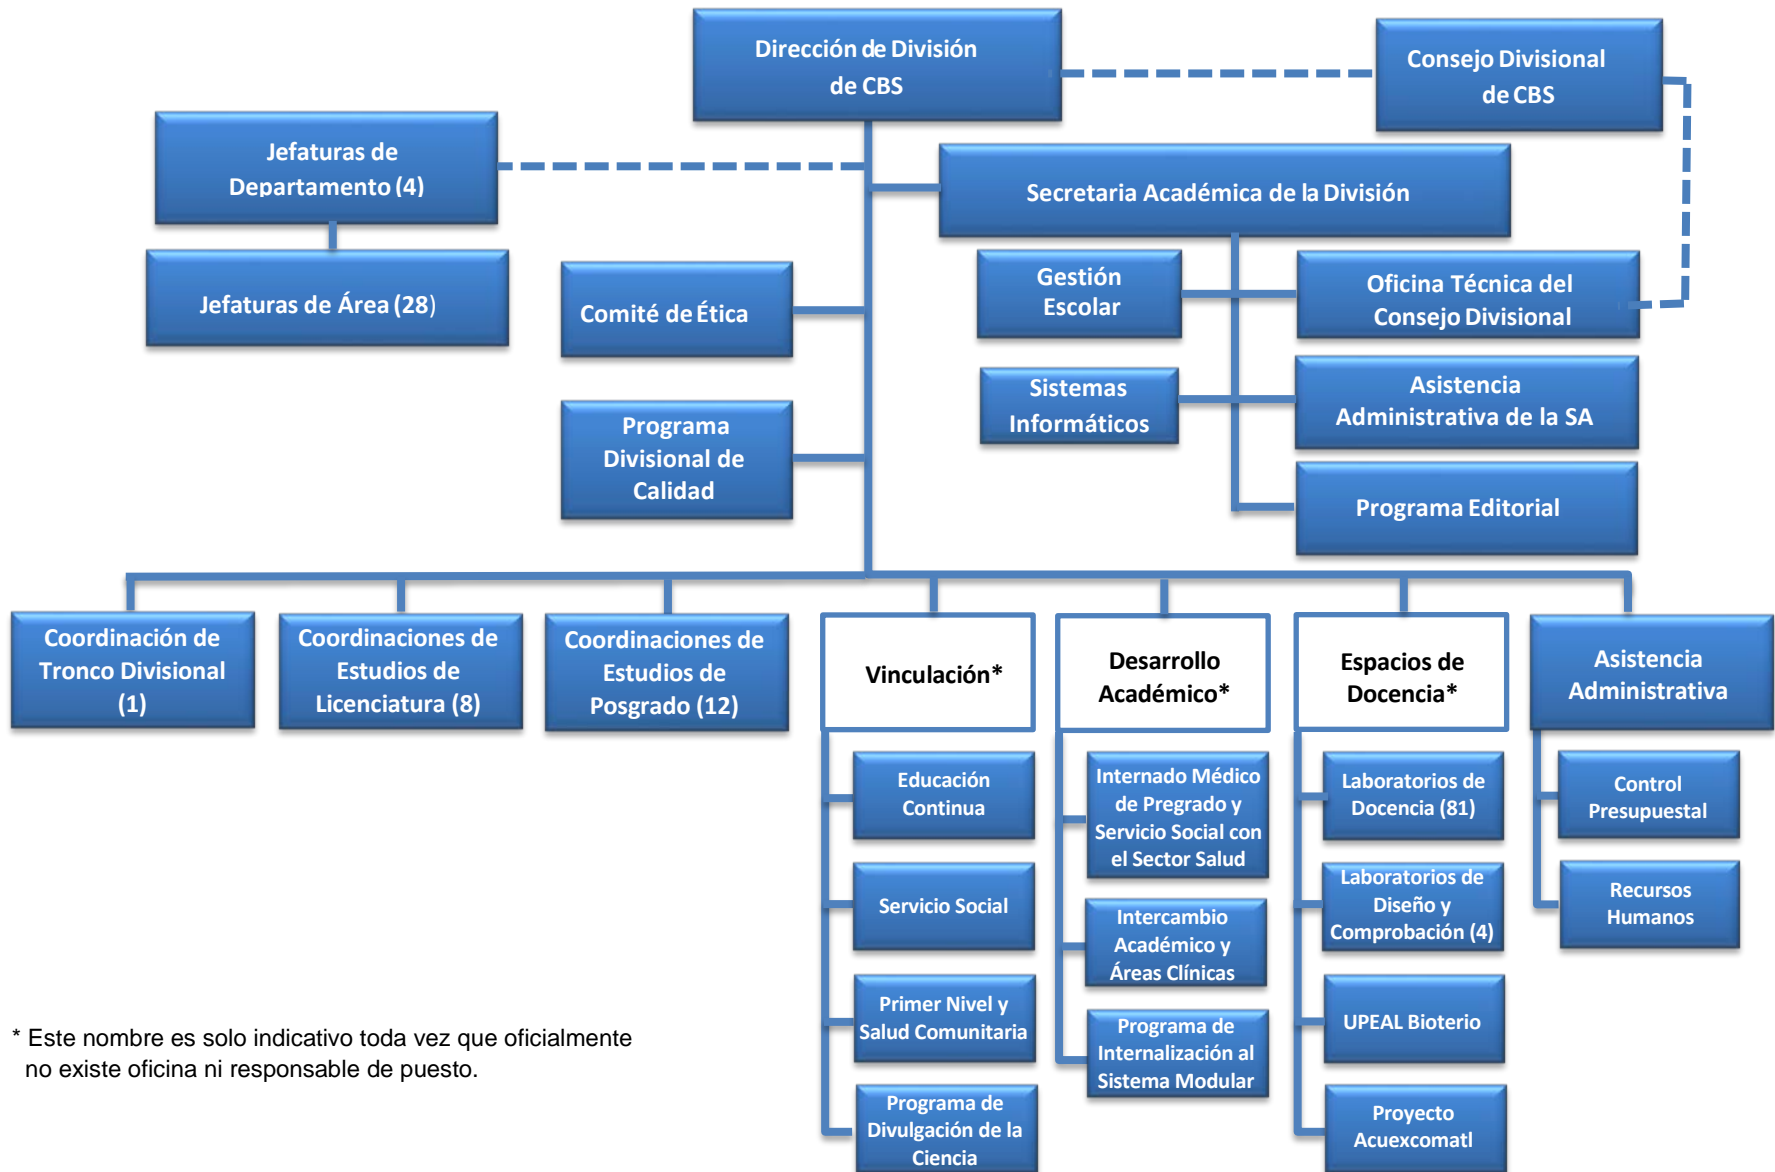 Dirección de División
de CBS
Consejo Divisional
de CBS
Jefaturas de
Departamento (4)
Secretaria Académica de la División
Jefaturas de Área (28)
Comité de Ética
Gestión
Escolar
Oficina Técnica del
Consejo Divisional
Sistemas
Informáticos
Asistencia
Administrativa de la SA
Programa
Divisional de
Calidad
Programa Editorial
Coordinación de
Tronco Divisional
(1)
Coordinaciones de
Estudios de
Licenciatura (8)
Coordinaciones de
Estudios de
Posgrado (12)
Vinculación*
Desarrollo
Académico*
Espacios de
Docencia*
Asistencia
Administrativa
Educación
Continua
Servicio Social
Primer Nivel y
Salud Comunitaria
Programa de
Divulgación de la
Ciencia
Internado Médico
de Pregrado y
Servicio Social con
el Sector Salud
Intercambio
Académico y
Áreas Clínicas
Programa de
Internalización al
Sistema Modular
Laboratorios de
Docencia (81)
Laboratorios de
Diseño y
Comprobación (4)
UPEAL Bioterio
Proyecto
Acuexcomatl
Control
Presupuestal
Recursos
Humanos
* Este nombre es solo indicativo toda vez que oficialmente
no existe oficina ni responsable de puesto.